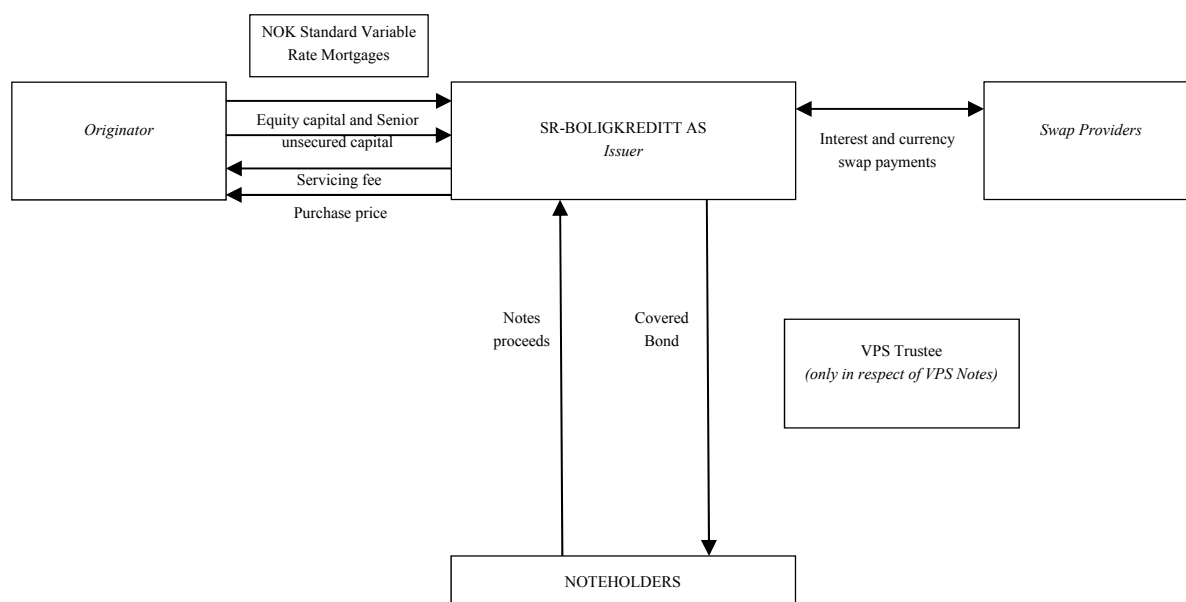 NOK Standard Variable
Rate Mortgages
Originator
Equity capital and Senior
unsecured capital
Servicing fee
Purchase price
SR-BOLIGKREDITT AS
Issuer
Interest and currency
swap payments
Swap Providers
Notes
proceeds
Covered
Bond
VPS Trustee
(only in respect of VPS Notes)
NOTEHOLDERS